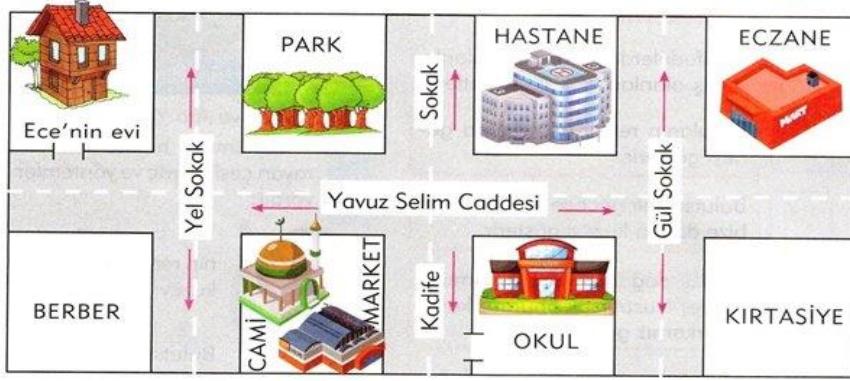 PARK
HASTANE
ECZANE
Ece'nin evi
Yel Sokak
Sokak
Gül Sokak
Yavuz Selim Caddesi
BERBER
CAMİ
MARKET
Kadife
OKUL
KIRTASİYE